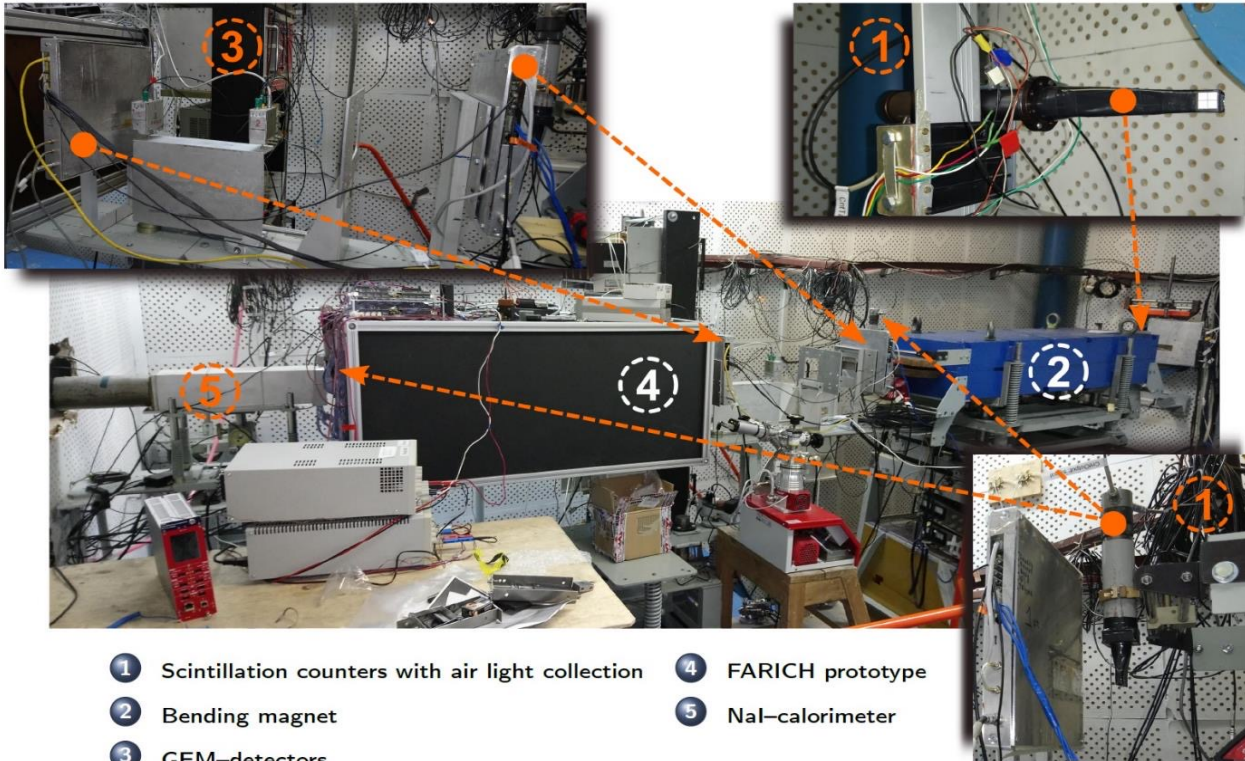 3
1
5
4
2
1
1 Scintillation counters with air light collection
2 Bending magnet
3 GEM–detectors
4 FARICH prototype
5 NaI–calorimeter